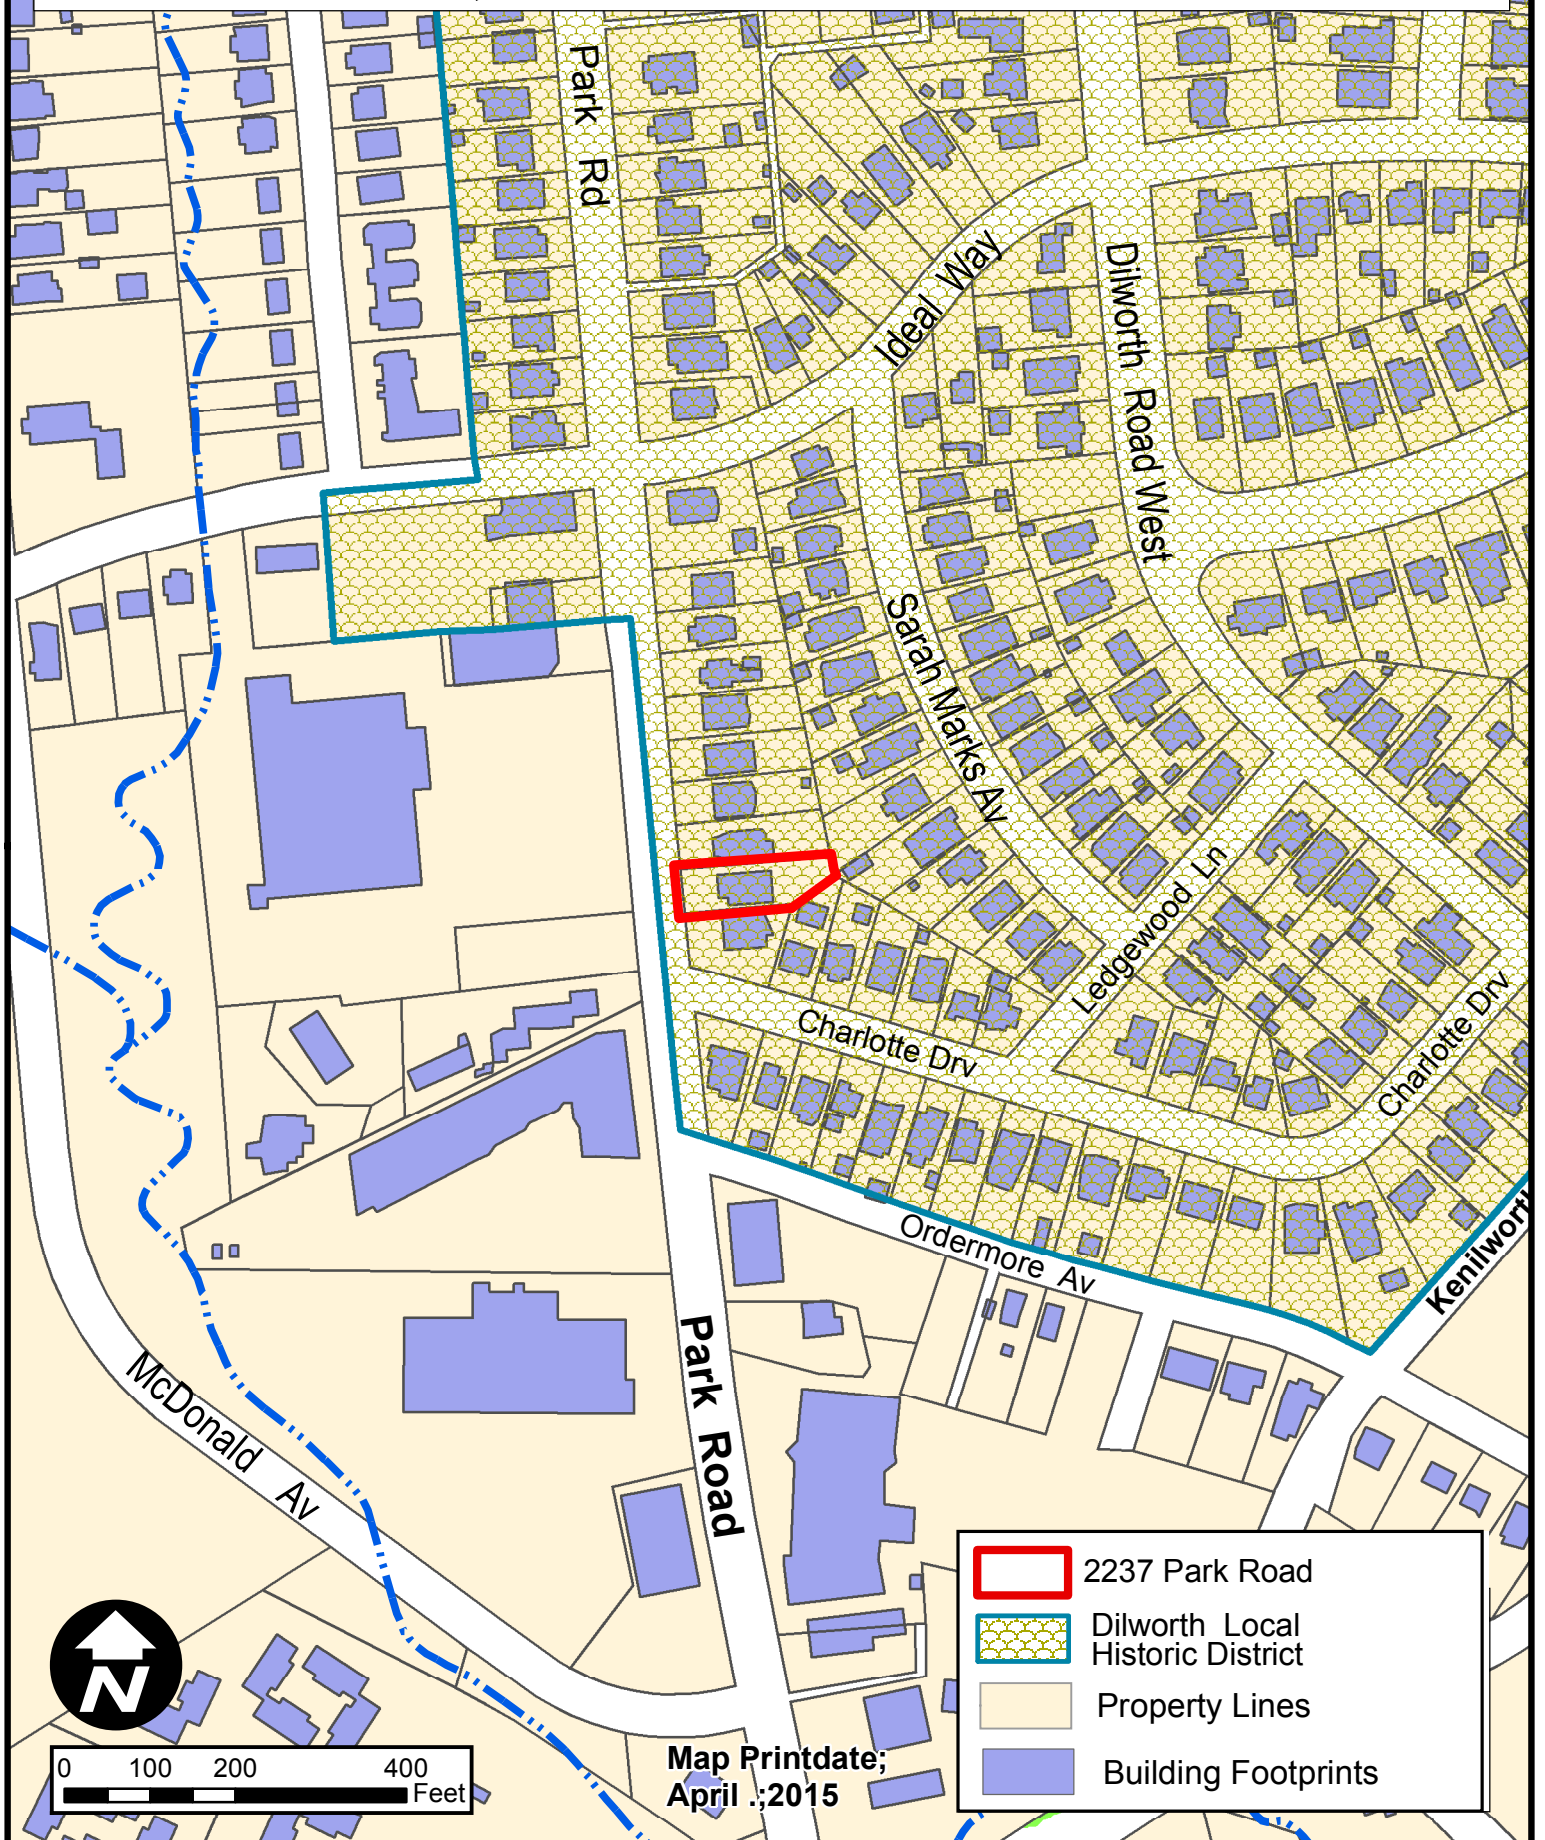 Park Rd
Ideal Way
Dilworth Road West
Sarah Marks Av
Ledgewood Ln
Charlotte Drv
Charlotte Drv
Ordermore Av
Park Road
McDonald Av
2237 Park Road
Dilworth Local
Historic District
Property Lines
Building Footprints
N
0 100 200 400
Feet
Map Printdate;
April .;2015